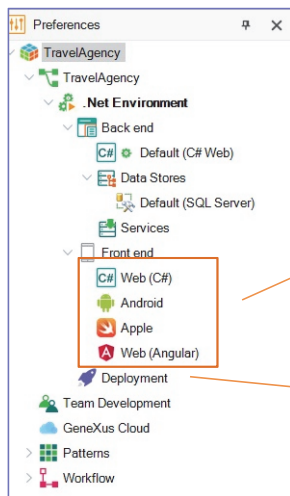 Preferences
TravelAgency
TravelAgency
.Net Environment
Back end
C# Default (C# Web)
Data Stores
Default (SQL Server)
Services
Front end
C# Web (C#)
Android
Apple
Web (Angular)
Deployment
Team Development
GeneXus Cloud
Patterns
Workflow